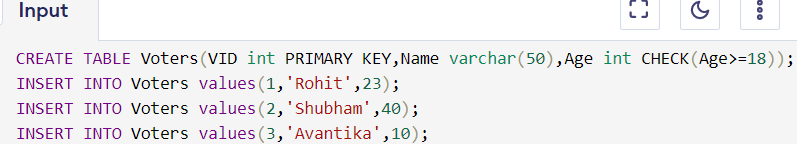 Input
CREATE TABLE Voters(VID int PRIMARY KEY,Name varchar(50),Age int CHECK(Age>=18));
INSERT INTO Voters values(1,'Rohit',23);
INSERT INTO Voters values(2,'Shubham',40);
INSERT INTO Voters values(3,'Avantika',10);